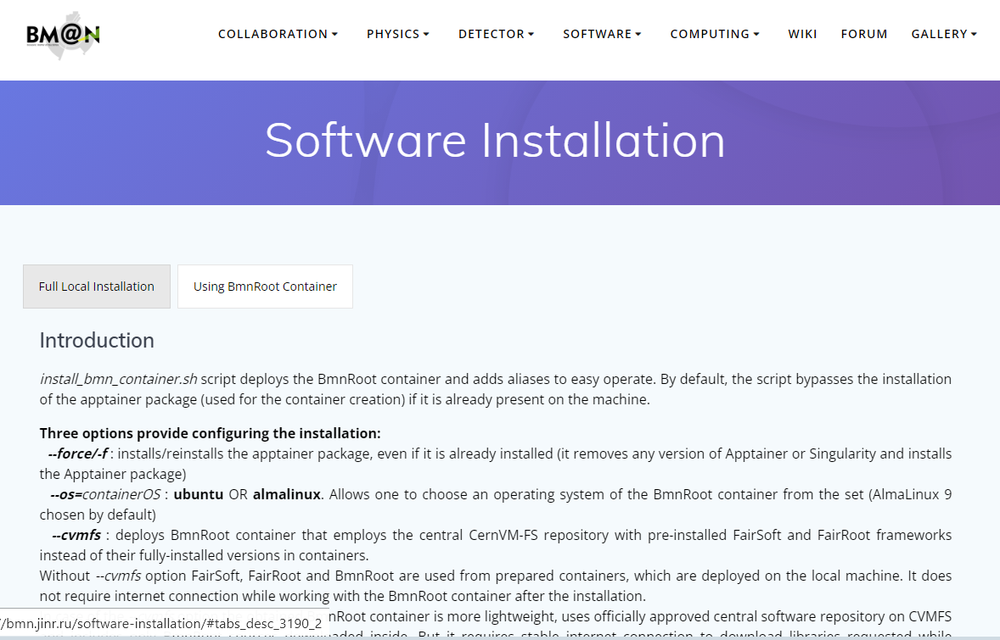 BM@N
COLLABORATION PHYSICS DETECTOR SOFTWARE COMPUTING WIKI FORUM GALLERY
Software Installation
Full Local Installation Using BmnRoot Container
Introduction
install_bmn_container.sh script deploys the BmnRoot container and adds aliases to easy operate. By default, the script bypasses the installation
of the apptainer package (used for the container creation) if it is already present on the machine.
Three options provide configuring the installation:
--force/-f : installs/reinstalls the apptainer package, even if it is already installed (it removes any version of Apptainer or Singularity and installs
the Apptainer package)
--os=containerOS : ubuntu OR almalinux. Allows one to choose an operating system of the BmnRoot container from the set (AlmaLinux 9
chosen by default)
--cvmfs : deploys BmnRoot container that employs the central CernVM-FS repository with pre-installed FairSoft and FairRoot frameworks
instead of their fully-installed versions in containers.
Without --cvmfs option FairSoft, FairRoot and BmnRoot are used from prepared containers, which are deployed on the local machine. It does
not require internet connection while working with the BmnRoot container after the installation.
nRoot container is more lightweight, uses officially approved central software repository on CVMFS
/bmn.jinr.ru/software-installation/#tabs_desc_3190_2
inside. But it requires stable internet connection to download libraries requested while